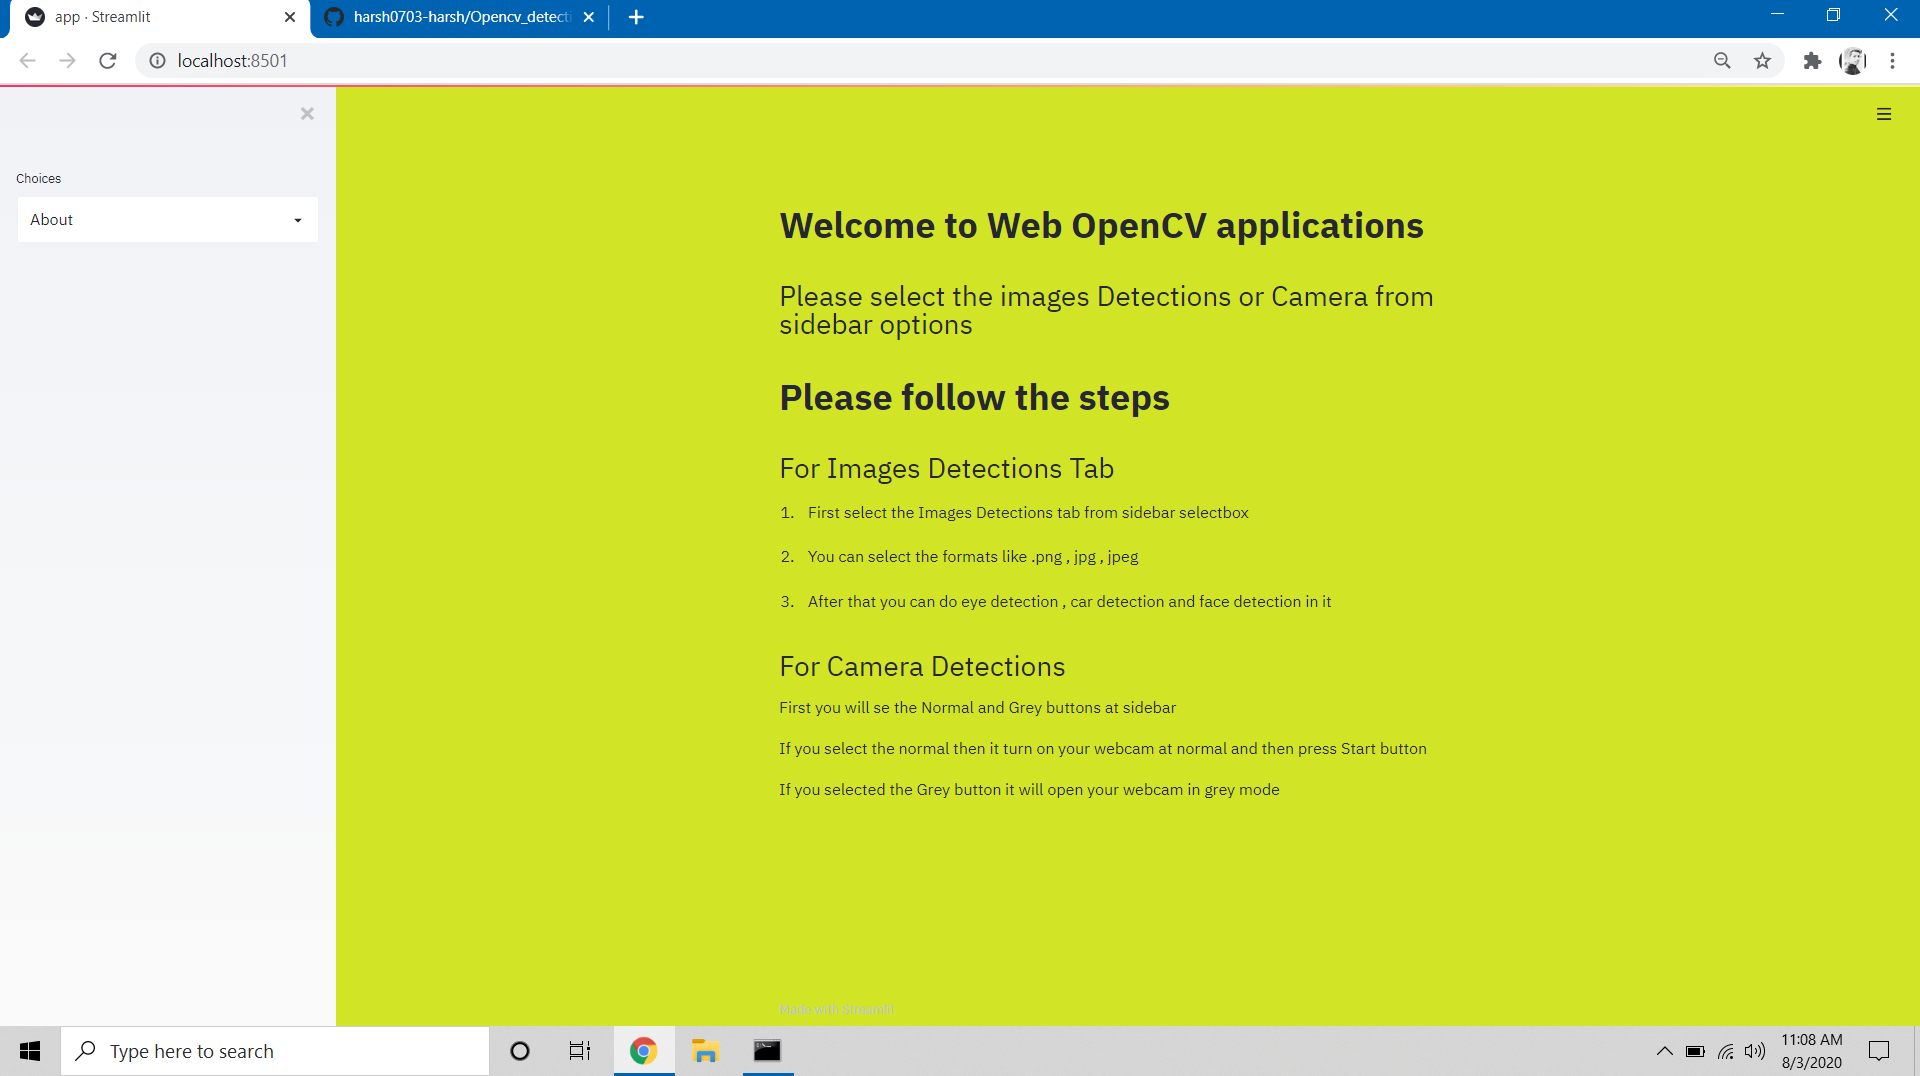 app · Streamlit
harsh0703-harsh/Opencv_detecti
localhost:8501
Choices
About
Welcome to Web OpenCV applications
Please select the images Detections or Camera from
sidebar options
Please follow the steps
For Images Detections Tab
1. First select the Images Detections tab from sidebar selectbox
2. You can select the formats like .png , jpg , jpeg
3. After that you can do eye detection , car detection and face detection in it
For Camera Detections
First you will se the Normal and Grey buttons at sidebar
If you select the normal then it turn on your webcam at normal and then press Start button
If you selected the Grey button it will open your webcam in grey mode
Made with Streamlit
Type here to search
11:08 AM
8/3/2020